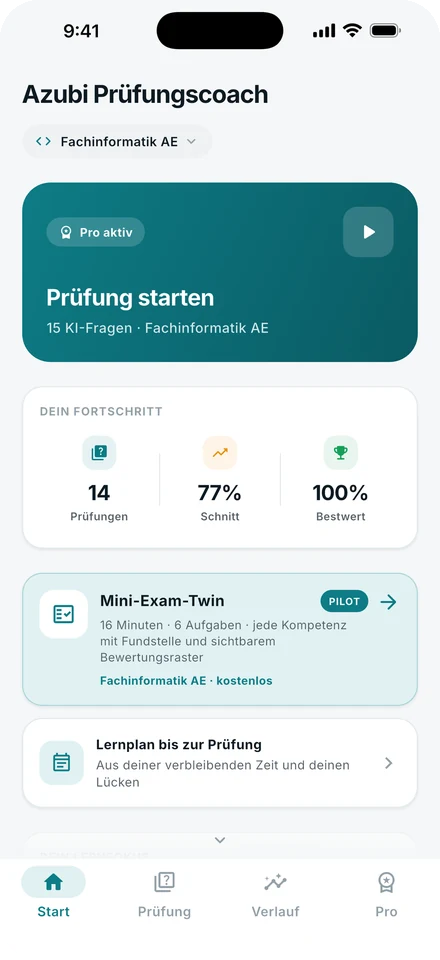 9:41
Azubi Prüfungscoach
Fachinformatik AE
Pro aktiv
Prüfung starten
15 KI-Fragen · Fachinformatik AE
DEIN FORTSCHRITT
14
77%
100%
Prüfungen
Schnitt
Bestwert
Mini-Exam-Twin
PILOT
16 Minuten · 6 Aufgaben · jede Kompetenz
mit Fundstelle und sichtbarem
Bewertungsraster
Fachinformatik AE · kostenlos
Lernplan bis zur Prüfung
Aus deiner verbleibenden Zeit und deinen
Lücken
Start
Prüfung
Verlauf
Pro